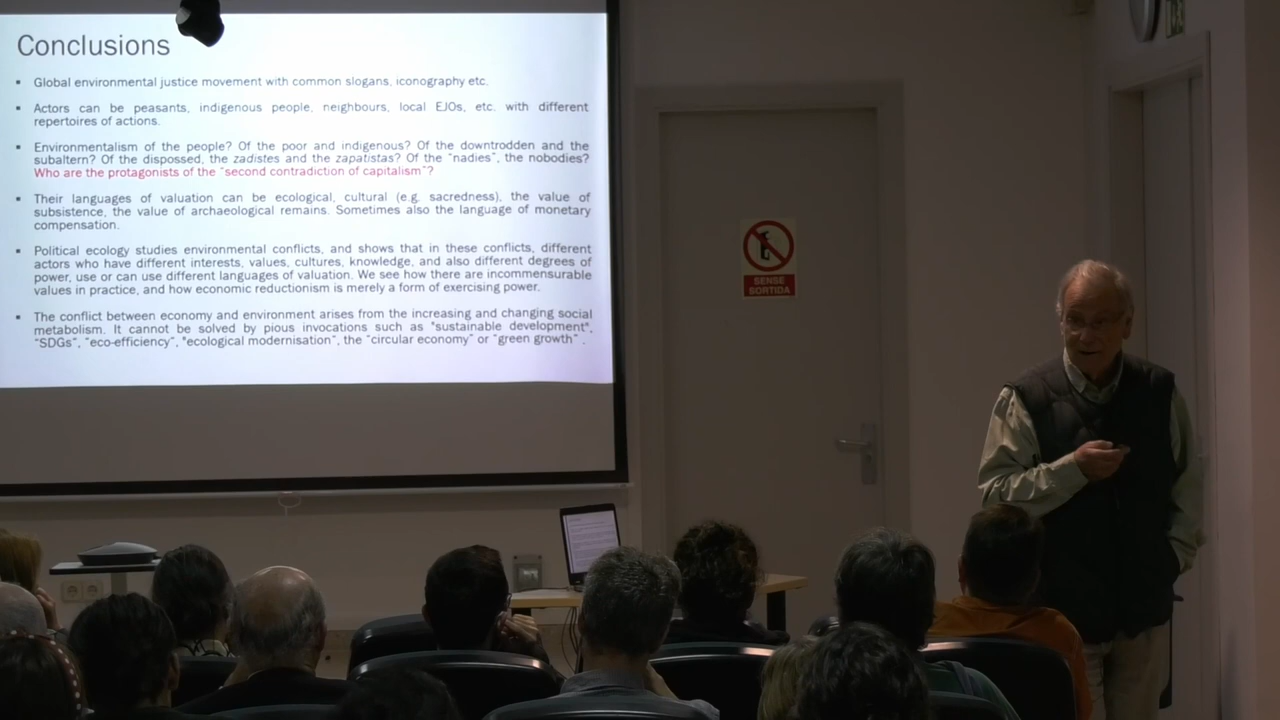 Conclusions
▪ Global environmental justice movement with common slogans, iconography etc.
▪ Actors can be peasants, indigenous people, neighbours, local EJOs, etc. with different
repertoires of actions.
▪ Environmentalism of the people? Of the poor and indigenous? Of the downtrodden and the
subaltern? Of the dispossed, the zadistes and the zapatistas? Of the "nadies", the nobodies?
Who are the protagonists of the "second contradiction of capitalism"?
▪ Their languages of valuation can be ecological, cultural (e.g. sacredness), the value of
subsistence, the value of archaeological remains. Sometimes also the language of monetary
compensation.
▪ Political ecology studies environmental conflicts, and shows that in these conflicts, different
actors who have different interests, values, cultures, knowledge, and also different degrees of
power, use or can use different languages of valuation. We see how there are incommensurable
values in practice, and how economic reductionism is merely a form of exercising power.
▪ The conflict between economy and environment arises from the increasing and changing social
metabolism. It cannot be solved by pious invocations such as "sustainable development",
"SDGs", "eco-efficiency", "ecological modernisation", the "circular economy" or "green growth" .
SENSE
SORTIDA